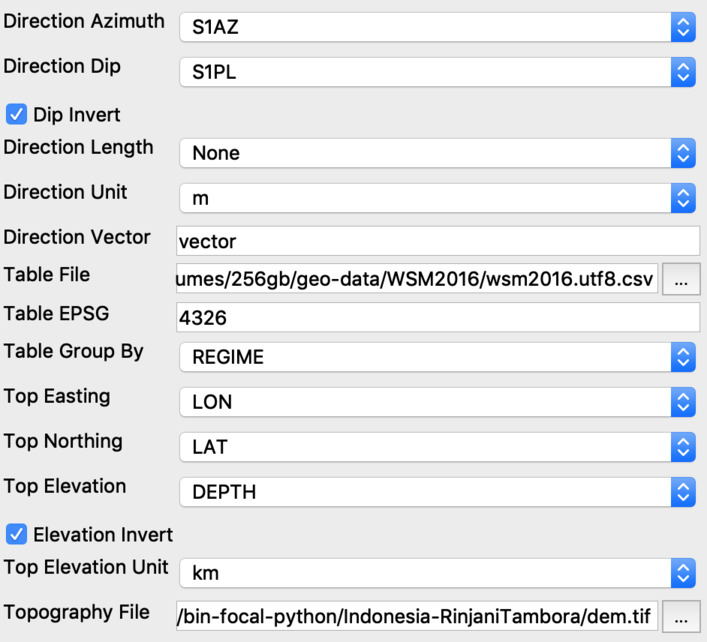 Direction Azimuth S1AZ
Direction Dip S1PL
Dip Invert
Direction Length None
Direction Unit m
Direction Vector vector
Table File umes/256gb/geo-data/WSM2016/wsm2016.utf8.csv ...
Table EPSG 4326
Table Group By REGIME
Top Easting LON
Top Northing LAT
Top Elevation DEPTH
Elevation Invert
Top Elevation Unit km
Topography File /bin-focal-python/Indonesia-RinjaniTambora/dem.tif ...